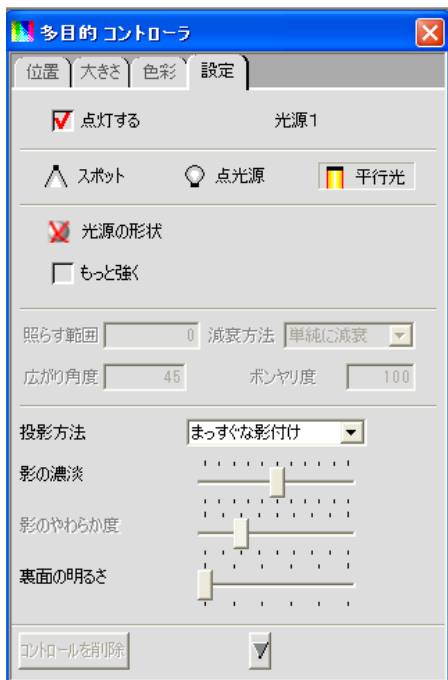 多目的 コントローラ
位置 大きさ 色彩 設定
点灯する 光源1
スポット 点光源 平行光
光源の形状
もっと強く
照らす範囲 0 減衰方法 単純に減衰
広がり角度 45 ボンヤリ度 100
投影方法 まっすぐな影付け
影の濃淡
影のやわらか度
裏面の明るさ
コントロールを削除